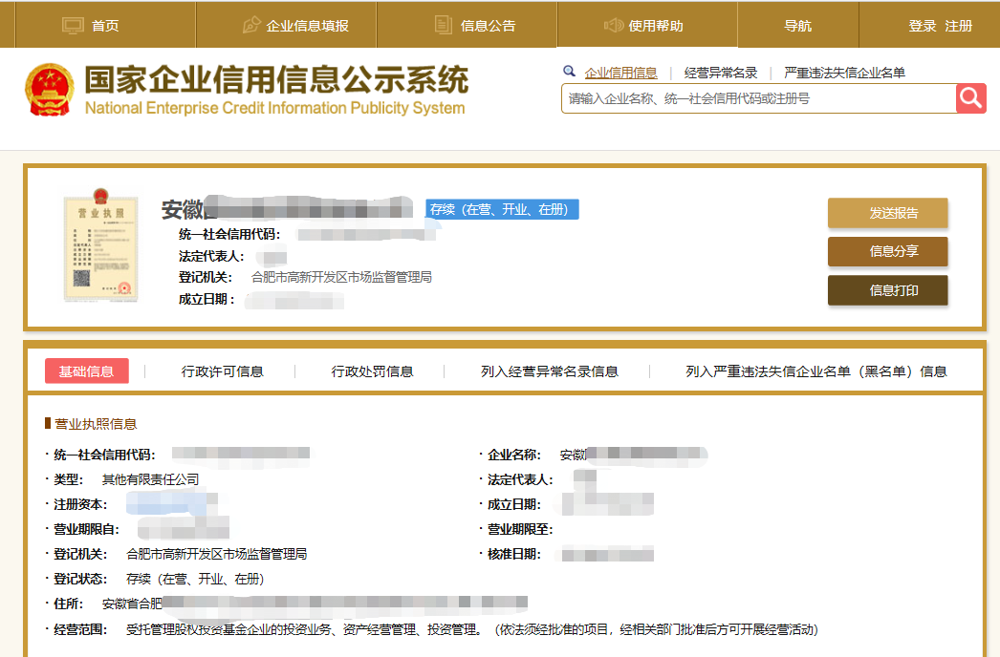 首页 企业信息填报 信息公告 使用帮助 导航 登录 注册
国家企业信用信息公示系统
National Enterprise Credit Information Publicity System
企业信用信息 | 经营异常名录 | 严重违法失信企业名单
请输入企业名称、统一社会信用代码或注册号
营业执照
安徽 存续（在营、开业、在册）
统一社会信用代码：
法定代表人：
登记机关： 合肥市高新开发区市场监督管理局
成立日期：
发送报告
信息分享
信息打印
基础信息 行政许可信息 行政处罚信息 列入经营异常名录信息 列入严重违法失信企业名单（黑名单）信息
营业执照信息
· 统一社会信用代码： · 企业名称： 安徽
· 类型： 其他有限责任公司 · 法定代表人：
· 注册资本： · 成立日期：
· 营业期限自： · 营业期限至：
· 登记机关： 合肥市高新开发区市场监督管理局 · 核准日期：
· 登记状态： 存续（在营、开业、在册）
· 住所： 安徽省合肥
· 经营范围： 受托管理股权投资基金企业的投资业务、资产经营管理、投资管理。（依法须经批准的项目，经相关部门批准后方可开展经营活动）